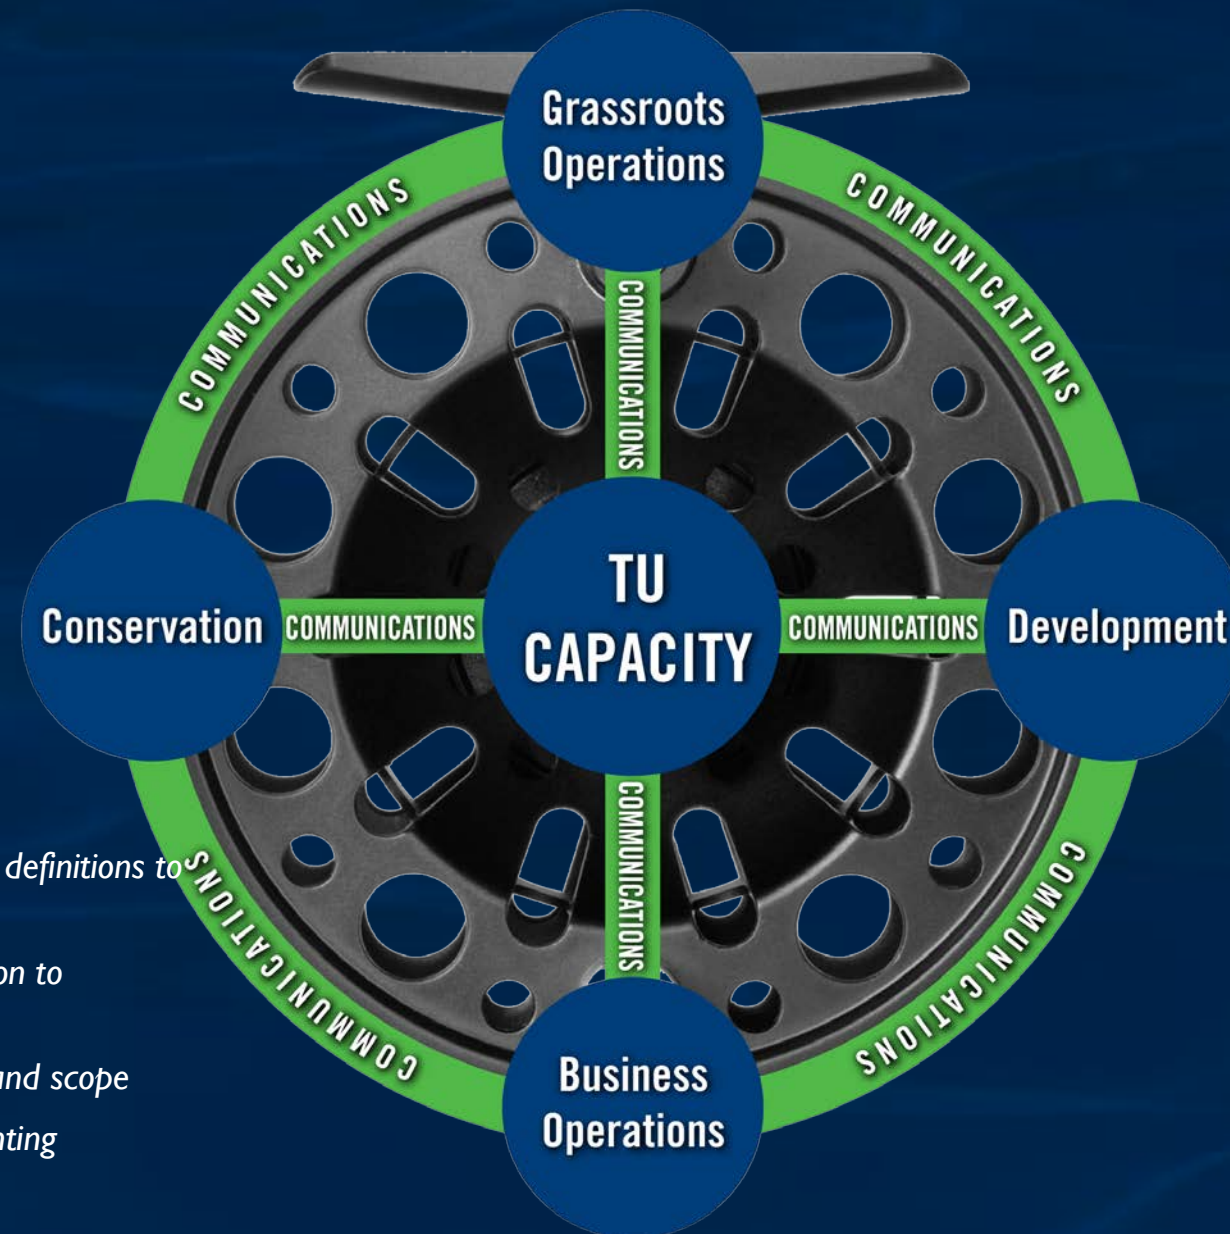 Grassroots
Operations
COMMUNICATIONS
COMMUNICATIONS
COMMUNICATIONS
Conservation
COMMUNICATIONS
TU
CAPACITY
COMMUNICATIONS
Development
COMMUNICATIONS
definitions to
COMMUNICATIONS
COMMUNICATIONS
on to
and scope
Business
Operations
nting